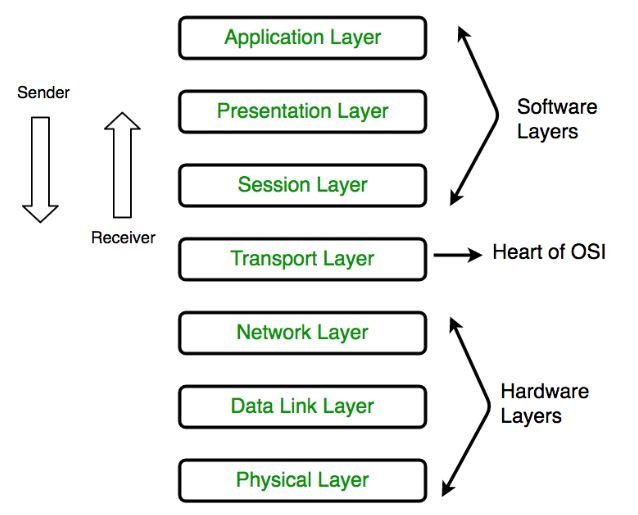 Application Layer
Sender
Presentation Layer
Software
Layers
Session Layer
Receiver
Transport Layer
Heart of OSI
Network Layer
Hardware
Layers
Data Link Layer
Physical Layer